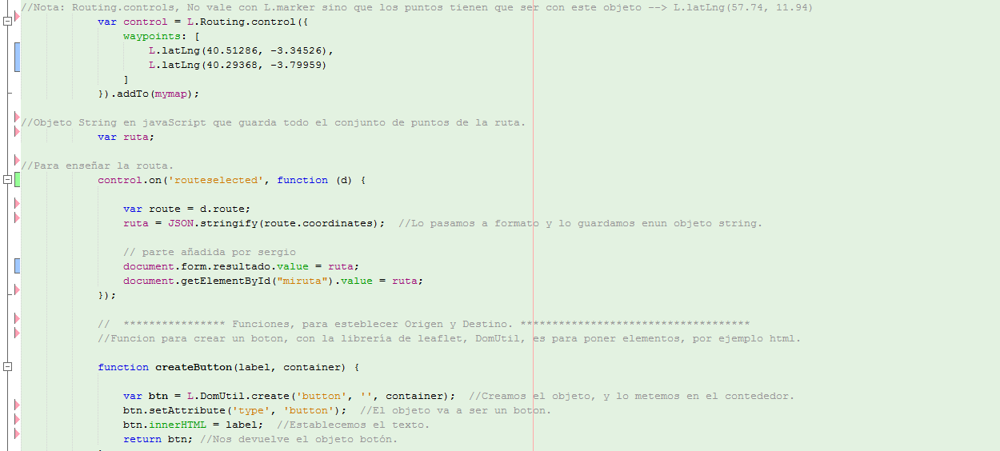 //Nota: Routing.controls, No vale con L.marker sino que los puntos tienen que ser con este objeto --> L.latLng(57.74, 11.94)
var control = L.Routing.control({
waypoints: [
L.latLng(40.51286, -3.34526),
L.latLng(40.29368, -3.79959)
]
}).addTo(mymap);
//Objeto String en javaScript que guarda todo el conjunto de puntos de la ruta.
var ruta;
//Para enseñar la routa.
control.on('routeselected', function (d) {
var route = d.route;
ruta = JSON.stringify(route.coordinates);  //Lo pasamos a formato y lo guardamos enun objeto string.
// parte añadida por sergio
document.form.resultado.value = ruta;
document.getElementById("miruta").value = ruta;
});
//  **************** Funciones, para esteblecer Origen y Destino. ************************************
//Funcion para crear un boton, con la librería de leaflet, DomUtil, es para poner elementos, por ejemplo html.
function createButton(label, container) {
var btn = L.DomUtil.create('button', '', container);  //Creamos el objeto, y lo metemos en el contededor.
btn.setAttribute('type', 'button');  //El objeto va a ser un boton.
btn.innerHTML = label;  //Establecemos el texto.
return btn; //Nos devuelve el objeto botón.